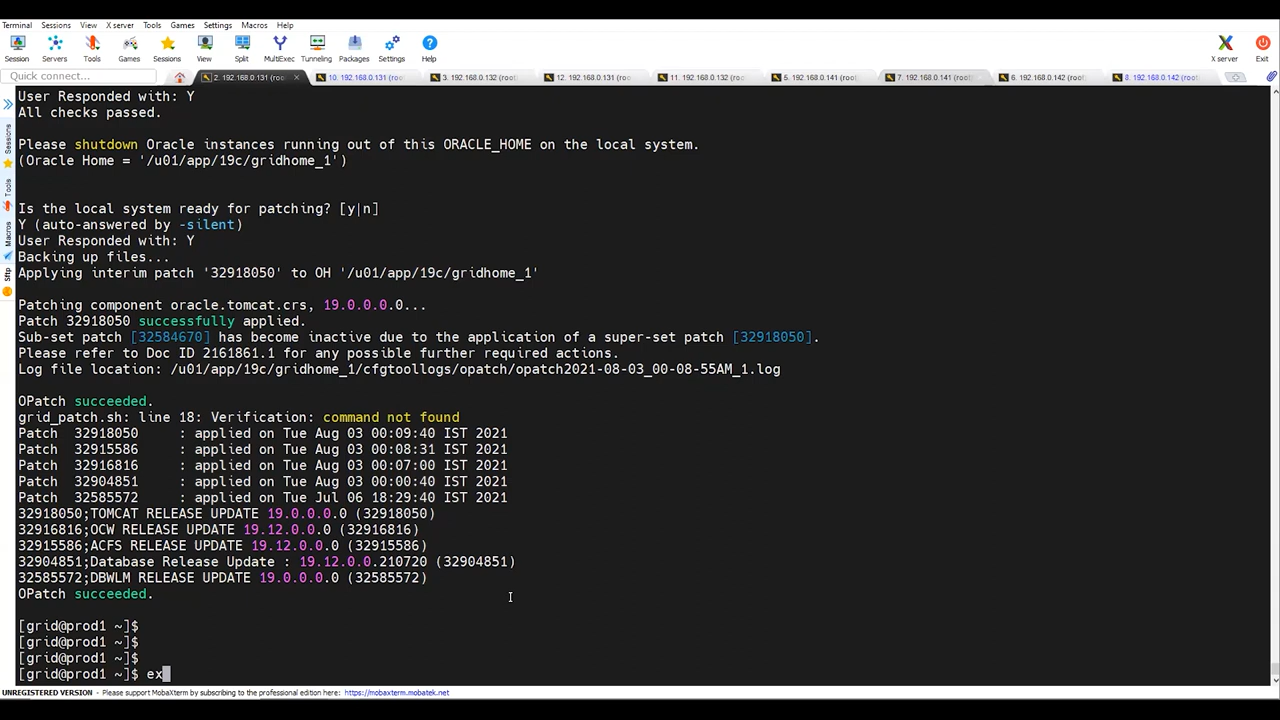 Terminal Sessions View X server Tools Games Settings Macros Help
Session Servers Tools Games Sessions View Split MultiExec Tunneling Packages Settings Help X server Exit
Quick connect... 2. 192.168.0.131 (root 10. 192.168.0.131 (root 3. 192.168.0.132 (root 12. 192.168.0.131 (root 11. 192.168.0.132 (root 5. 192.168.0.141 (root 7. 192.168.0.141 (root 6. 192.168.0.142 (root 8. 192.168.0.142 (root
Sessions
Tools
Macros
Sftp
User Responded with: Y
All checks passed.
Please shutdown Oracle instances running out of this ORACLE_HOME on the local system.
(Oracle Home = '/u01/app/19c/gridhome_1')
Is the local system ready for patching? [y|n]
Y (auto-answered by -silent)
User Responded with: Y
Backing up files...
Applying interim patch '32918050' to OH '/u01/app/19c/gridhome_1'
Patching component oracle.tomcat.crs, 19.0.0.0.0...
Patch 32918050 successfully applied.
Sub-set patch [32584670] has become inactive due to the application of a super-set patch [32918050].
Please refer to Doc ID 2161861.1 for any possible further required actions.
Log file location: /u01/app/19c/gridhome_1/cfgtoollogs/opatch/opatch2021-08-03_00-08-55AM_1.log
OPatch succeeded.
grid_patch.sh: line 18: Verification: command not found
Patch 32918050 : applied on Tue Aug 03 00:09:40 IST 2021
Patch 32915586 : applied on Tue Aug 03 00:08:31 IST 2021
Patch 32916816 : applied on Tue Aug 03 00:07:00 IST 2021
Patch 32904851 : applied on Tue Aug 03 00:00:40 IST 2021
Patch 32585572 : applied on Tue Jul 06 18:29:40 IST 2021
32918050;TOMCAT RELEASE UPDATE 19.0.0.0.0 (32918050)
32916816;OCW RELEASE UPDATE 19.12.0.0.0 (32916816)
32915586;ACFS RELEASE UPDATE 19.12.0.0.0 (32915586)
32904851;Database Release Update : 19.12.0.0.210720 (32904851)
32585572;DBWLM RELEASE UPDATE 19.0.0.0.0 (32585572)
OPatch succeeded.
[grid@prod1 ~]$
[grid@prod1 ~]$
[grid@prod1 ~]$
[grid@prod1 ~]$ ex
UNREGISTERED VERSION - Please support MobaXterm by subscribing to the professional edition here: https://mobaxterm.mobatek.net